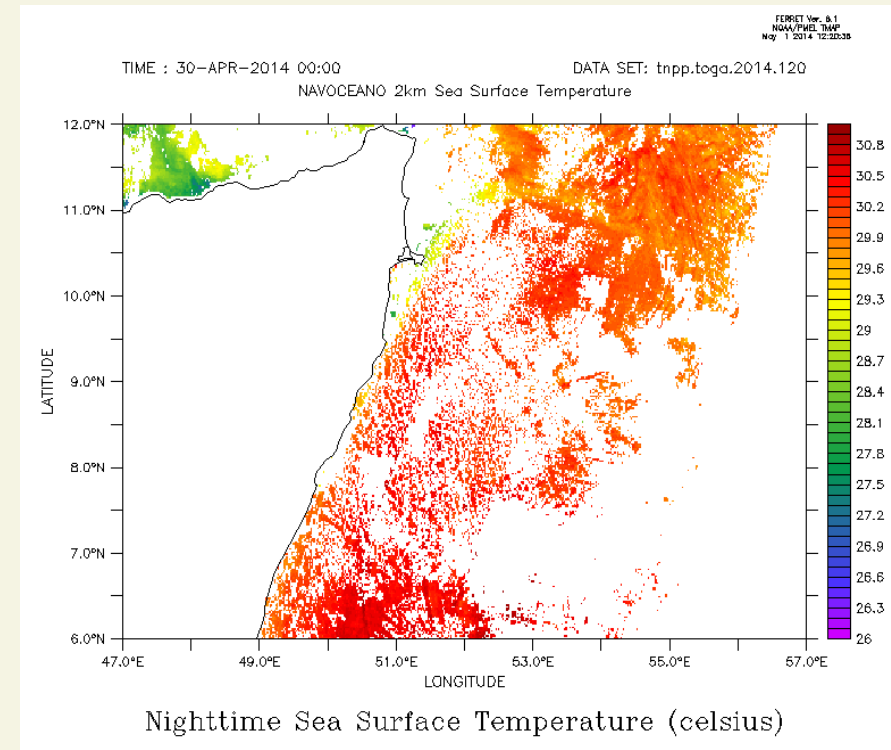 FERRET Ver. 6.1
NOAA/PMEL TMAP
May 1 2014 12:20:38
TIME : 30-APR-2014 00:00
DATA SET: tnpp.toga.2014.120
NAVOCEANO 2km Sea Surface Temperature
12.0°N
11.0°N
10.0°N
9.0°N
8.0°N
7.0°N
6.0°N
LATITUDE
47.0°E
49.0°E
51.0°E
53.0°E
55.0°E
57.0°E
LONGITUDE
30.8
30.5
30.2
29.9
29.6
29.3
29
28.7
28.4
28.1
27.8
27.5
27.2
26.9
26.6
26.3
26
Nighttime Sea Surface Temperature (celsius)